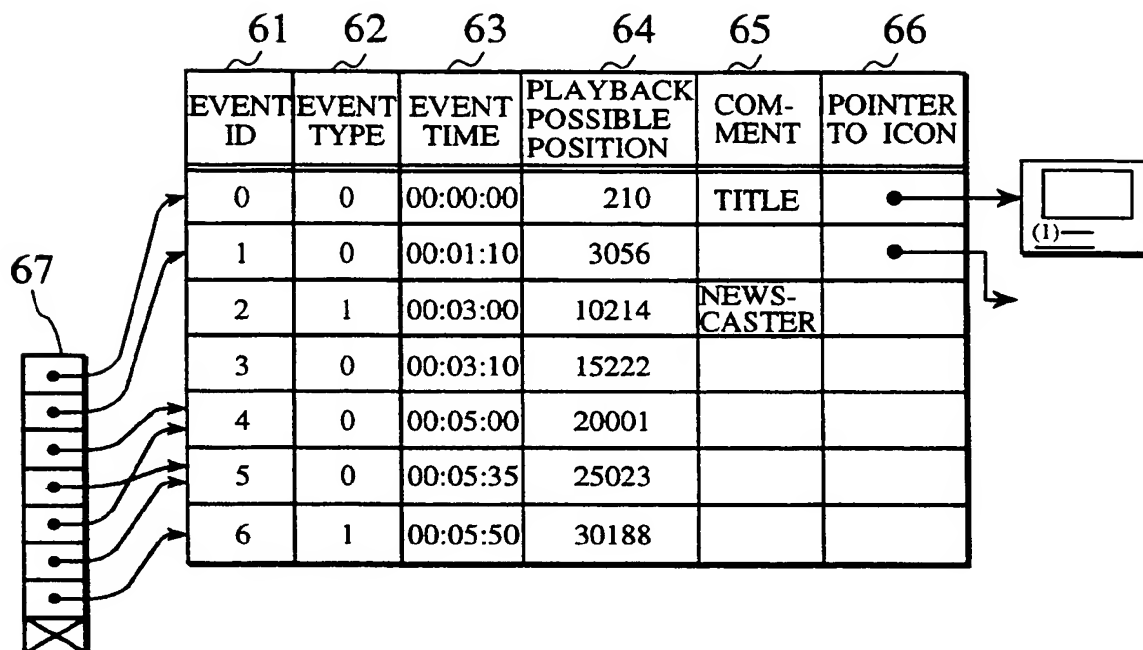 61 62 63 64 65 66
EVENT ID EVENT TYPE EVENT TIME PLAYBACK POSSIBLE POSITION COM-MENT POINTER TO ICON
0 0 00:00:00 210 TITLE
(1)
1 0 00:01:10 3056
67
2 1 00:03:00 10214 NEWS-CASTER
3 0 00:03:10 15222
4 0 00:05:00 20001
5 0 00:05:35 25023
6 1 00:05:50 30188